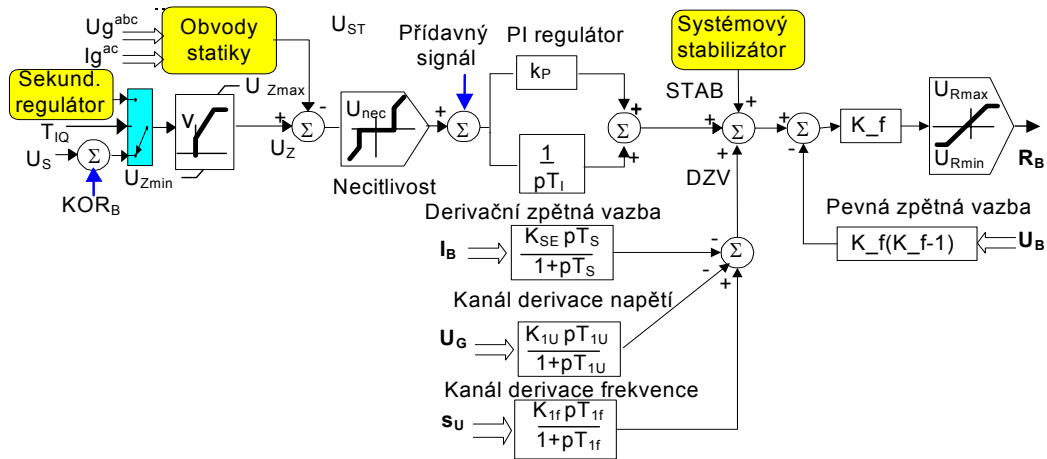 Ug^abc
Ig^ac
Obvody
statiky
U_ST
Přídavný
signál
PI regulátor
k_P
Systémový
stabilizátor
Sekund.
regulátor
U_Zmax
T_IQ
U_S
Σ
KOR_B
v
U_Zmin
+
U_Z
-
Σ
U_nec
Necitlivost
+
Σ
1
pT_I
+
Σ
+
STAB
+
+
Σ
+
DZV
+
Σ
-
K_f
U_Rmax
U_Rmin
R_B
Derivační zpětná vazba
I_B
K_SE pT_S
1+pT_S
-
Σ
-
+
Pevná zpětná vazba
K_f(K_f-1)
U_B
Kanál derivace napětí
U_G
K_1U pT_1U
1+pT_1U
Kanál derivace frekvence
s_U
K_1f pT_1f
1+pT_1f